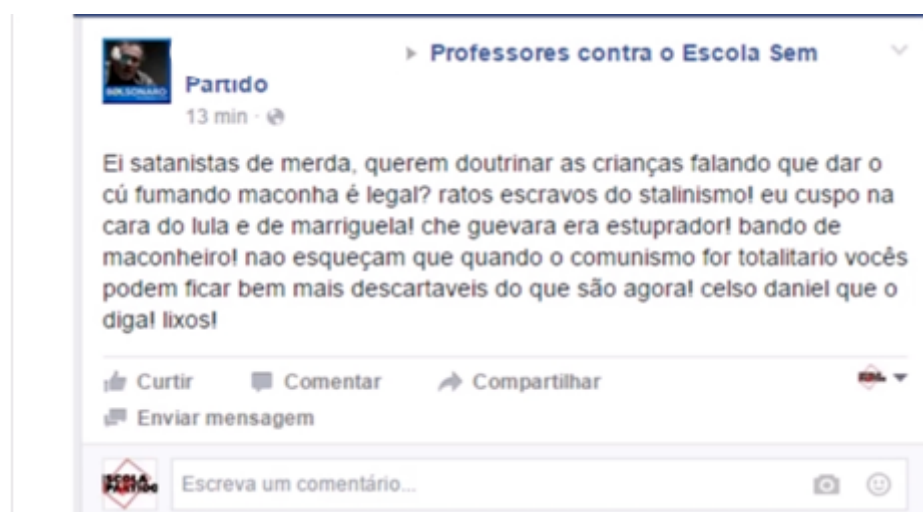 BOLSONARO
Professores contra o Escola Sem
Partido
13 min
Ei satanistas de merda, querem doutrinar as crianças falando que dar o
cú fumando maconha é legal? ratos escravos do stalinismo! eu cuspo na
cara do lula e de marriguela! che guevara era estuprador! bando de
maconheiro! nao esqueçam que quando o comunismo for totalitario vocês
podem ficar bem mais descartaveis do que são agora! celso daniel que o
diga! lixos!
Curtir Comentar Compartilhar
Enviar mensagem
Escreva um comentário...